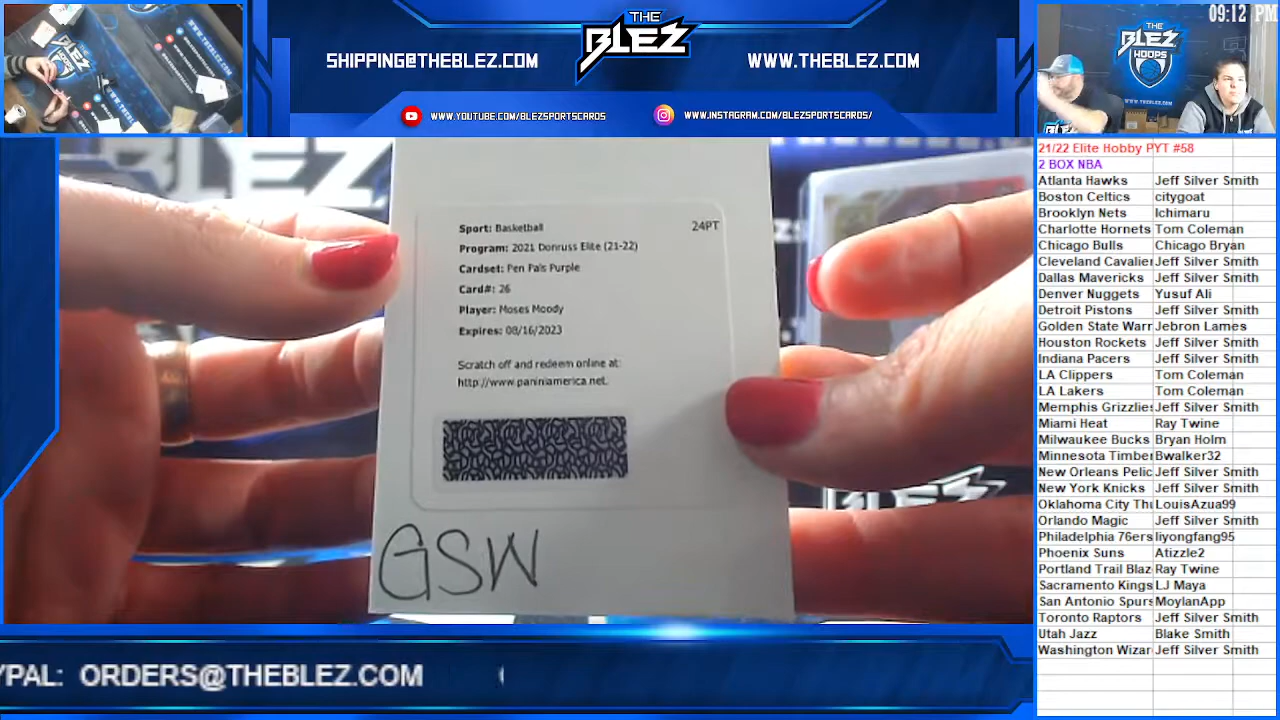 THE
BLEZ
SHIPPING@THEBLEZ.COM
WWW.THEBLEZ.COM
WWW.YOUTUBE.COM/BLEZSPORTSCARDS
WWW.INSTAGRAM.COM/BLEZSPORTSCARDS/
09:12 PM
THE
BLEZ
HOOPS
Sport: Basketball
24PT
Program: 2021 Donruss Elite (21-22)
Cardset: Pen Pals Purple
Card#: 26
Player: Moses Moody
Expires: 08/16/2023
Scratch off and redeem online at:
http://www.paniniamerica.net.
GSW
21/22 Elite Hobby PYT #58
2 BOX NBA
Atlanta Hawks Jeff Silver Smith
Boston Celtics citygoat
Brooklyn Nets Ichimaru
Charlotte Hornets Tom Coleman
Chicago Bulls Chicago Bryan
Cleveland Cavalier Jeff Silver Smith
Dallas Mavericks Jeff Silver Smith
Denver Nuggets Yusuf Ali
Detroit Pistons Jeff Silver Smith
Golden State Warr Jebron Lames
Houston Rockets Jeff Silver Smith
Indiana Pacers Jeff Silver Smith
LA Clippers Tom Coleman
LA Lakers Tom Coleman
Memphis Grizzlies Jeff Silver Smith
Miami Heat Ray Twine
Milwaukee Bucks Bryan Holm
Minnesota Timber Bwalker32
New Orleans Pelic Jeff Silver Smith
New York Knicks Jeff Silver Smith
Oklahoma City Thu LouisAzua99
Orlando Magic Jeff Silver Smith
Philadelphia 76ers liyongfang95
Phoenix Suns Atizzle2
Portland Trail Blaz Ray Twine
Sacramento Kings LJ Maya
San Antonio Spurs MoylanApp
Toronto Raptors Jeff Silver Smith
Utah Jazz Blake Smith
Washington Wizar Jeff Silver Smith
YPAL: ORDERS@THEBLEZ.COM